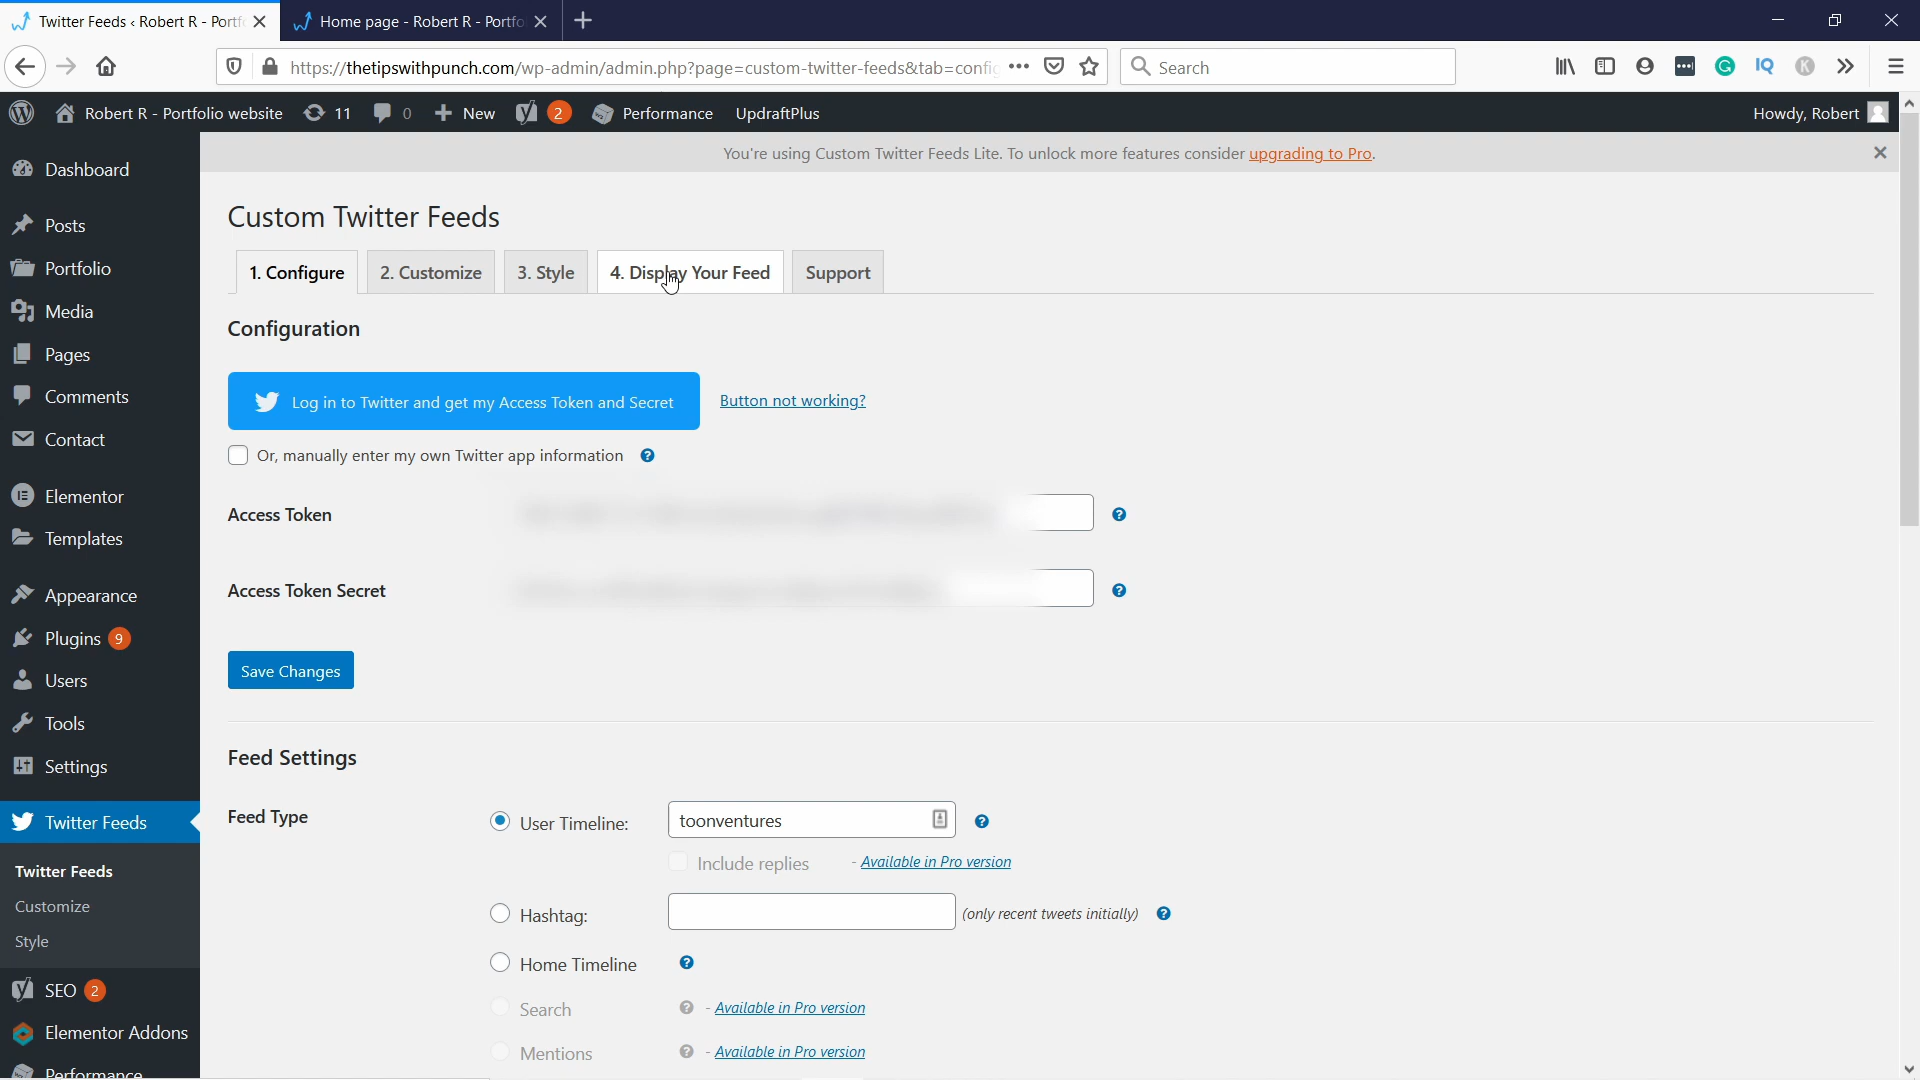 Twitter Feeds ‹ Robert R - Portf
Home page - Robert R - Portfo
https://thetipswithpunch.com/wp-admin/admin.php?page=custom-twitter-feeds&tab=config
Search
Robert R - Portfolio website
11
0
New
2
Performance
UpdraftPlus
Howdy, Robert
You're using Custom Twitter Feeds Lite. To unlock more features consider upgrading to Pro.
Dashboard
Posts
Portfolio
Media
Pages
Comments
Contact
Elementor
Templates
Appearance
Plugins 9
Users
Tools
Settings
Twitter Feeds
Twitter Feeds
Customize
Style
SEO 2
Elementor Addons
Performance
Custom Twitter Feeds
1. Configure
2. Customize
3. Style
4. Display Your Feed
Support
Configuration
Log in to Twitter and get my Access Token and Secret
Button not working?
Or, manually enter my own Twitter app information
Access Token
Access Token Secret
Save Changes
Feed Settings
Feed Type
User Timeline:
toonventures
Include replies
- Available in Pro version
Hashtag:
(only recent tweets initially)
Home Timeline
Search
- Available in Pro version
Mentions
- Available in Pro version